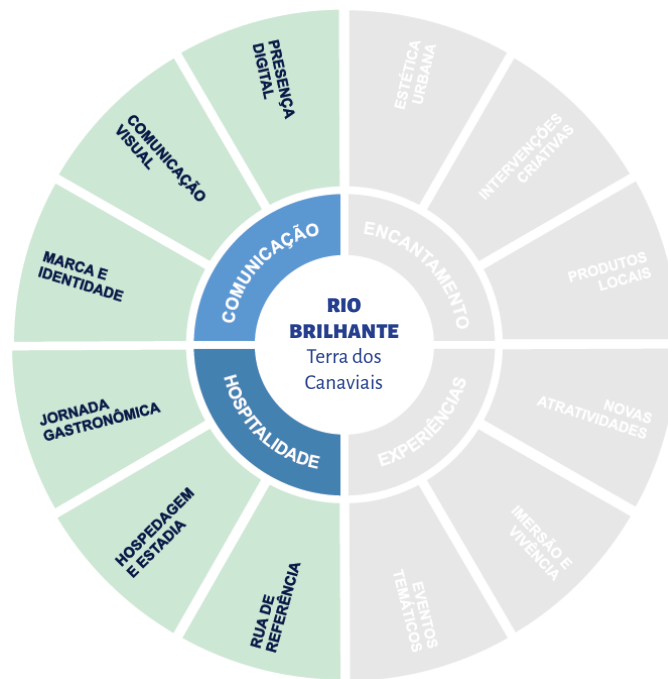 PRESENÇA
DIGITAL
ESTÉTICA
URBANA
COMUNICAÇÃO
VISUAL
INTERVENÇÕES
CRIATIVAS
MARCA E
IDENTIDADE
COMUNICAÇÃO
ENCANTAMENTO
PRODUTOS
LOCAIS
RIO
BRILHANTE
Terra dos
Canaviais
JORNADA
GASTRONÔMICA
HOSPITALIDADE
EXPERIÊNCIAS
NOVAS
ATRATIVIDADES
HOSPEDAGEM
E ESTADIA
IMERSÃO E
VIVÊNCIA
RUA DE
REFERÊNCIA
EVENTOS
TEMÁTICOS